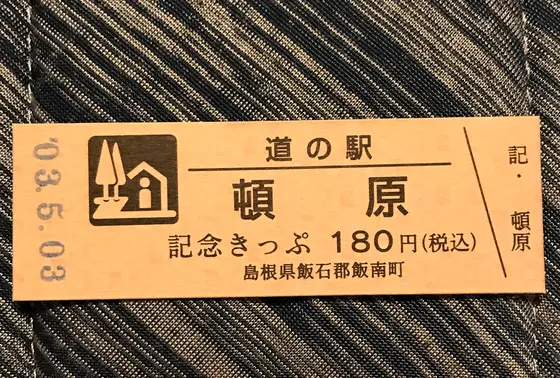 '03.5.03
道の駅
頓原
記念きっぷ 180円(税込)
島根県飯石郡飯南町
記・頓原